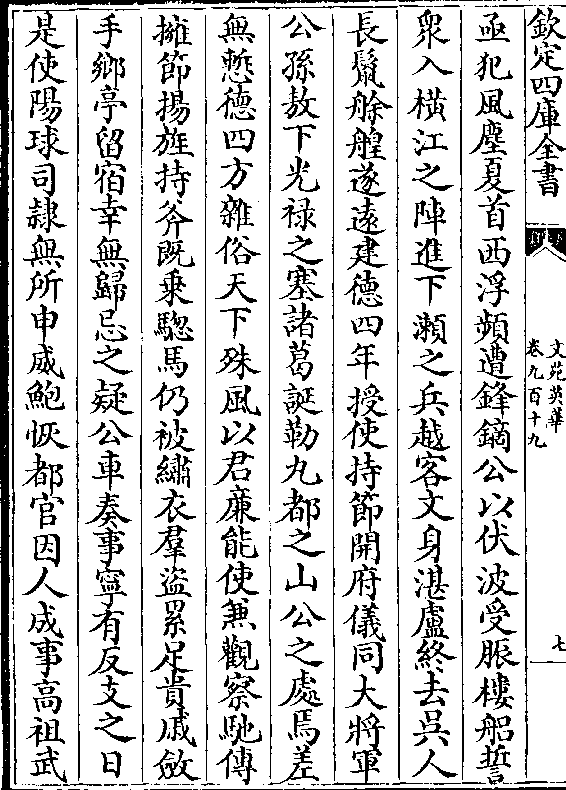 欽定四庫全書
文苑英華
卷九百十九
七
亟犯風塵夏首西浮頻遭鋒鏑公以伏波受脤樓船誓
衆入橫江之陣進下瀨之兵越客文身湛盧終去吳人
長鬛艅艎遂遠建德四年授使持節開府儀同大將軍
公孫敖下光禄之塞諸葛誕勒九都之山公之處焉差
無慙德四方雜俗天下殊風以君廉能使兼觀察馳傳
擁節揚旌持斧既乗驄馬仍被繡衣羣盜累足貴戚斂
手鄉亭留宿幸無歸忌之疑公車奏事寧有反支之日
是使陽球司隸無所申威鮑恢都官因人成事高祖武